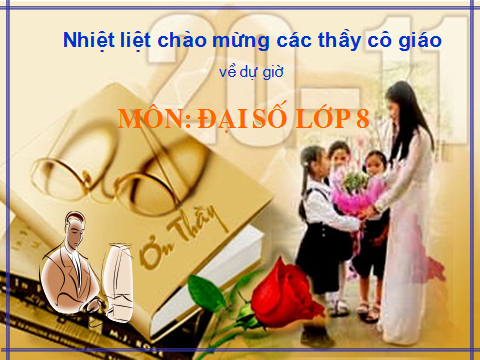 20-11
Nhiệt liệt chào mừng các thầy cô giáo
về dự giờ
MÔN: ĐẠI SỐ LỚP 8
Ơn Thầy